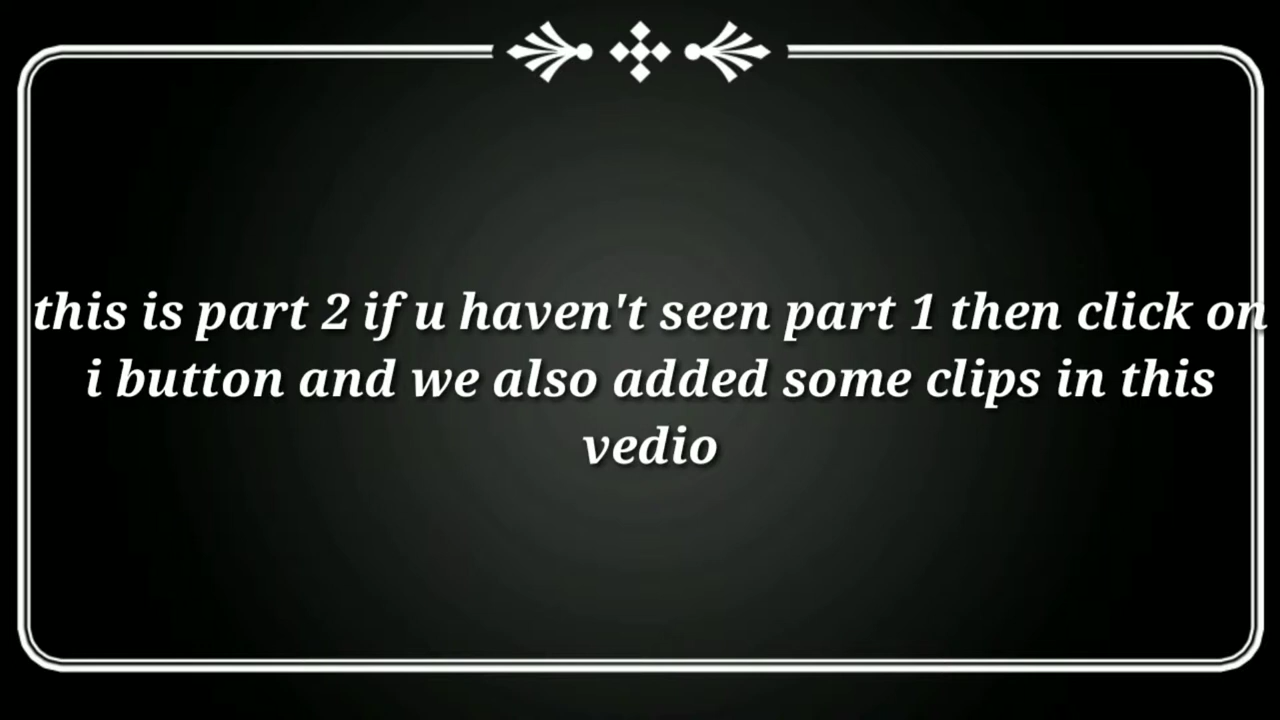 this is part 2 if u haven't seen part 1 then click on
i button and we also added some clips in this
vedio